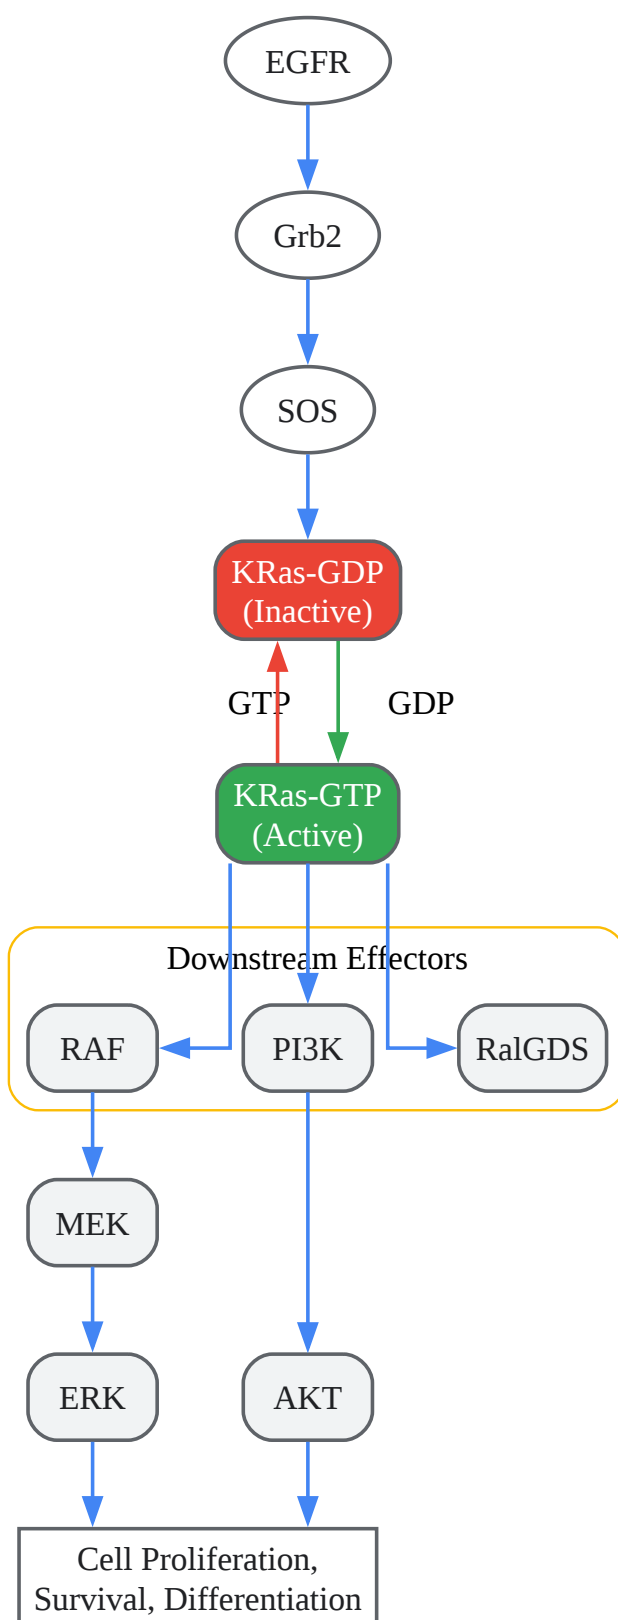 EGFR
Grb2
SOS
KRas-GDP
(Inactive)
GTP
GDP
KRas-GTP
(Active)
Downstream Effectors
RAF
PI3K
RalGDS
MEK
ERK
AKT
Cell Proliferation,
Survival, Differentiation